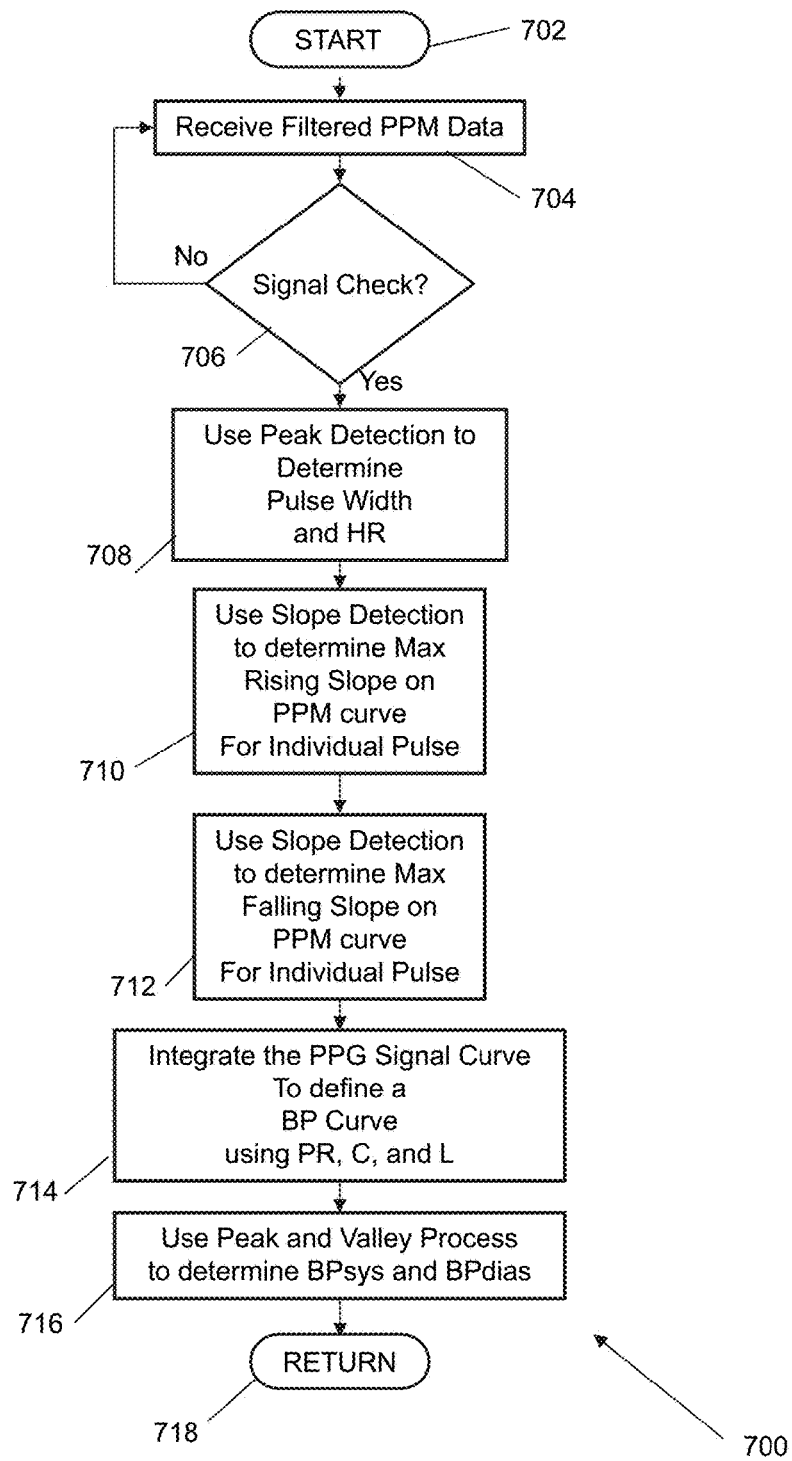 START
702
Receive Filtered PPM Data
704
No
Signal Check?
706
Yes
Use Peak Detection to
Determine
Pulse Width
and HR
708
Use Slope Detection
to determine Max
Rising Slope on
PPM curve
For Individual Pulse
710
Use Slope Detection
to determine Max
Falling Slope on
PPM curve
For Individual Pulse
712
Integrate the PPG Signal Curve
To define a
BP Curve
using PR, C, and L
714
Use Peak and Valley Process
to determine BPsys and BPdias
716
RETURN
718
700